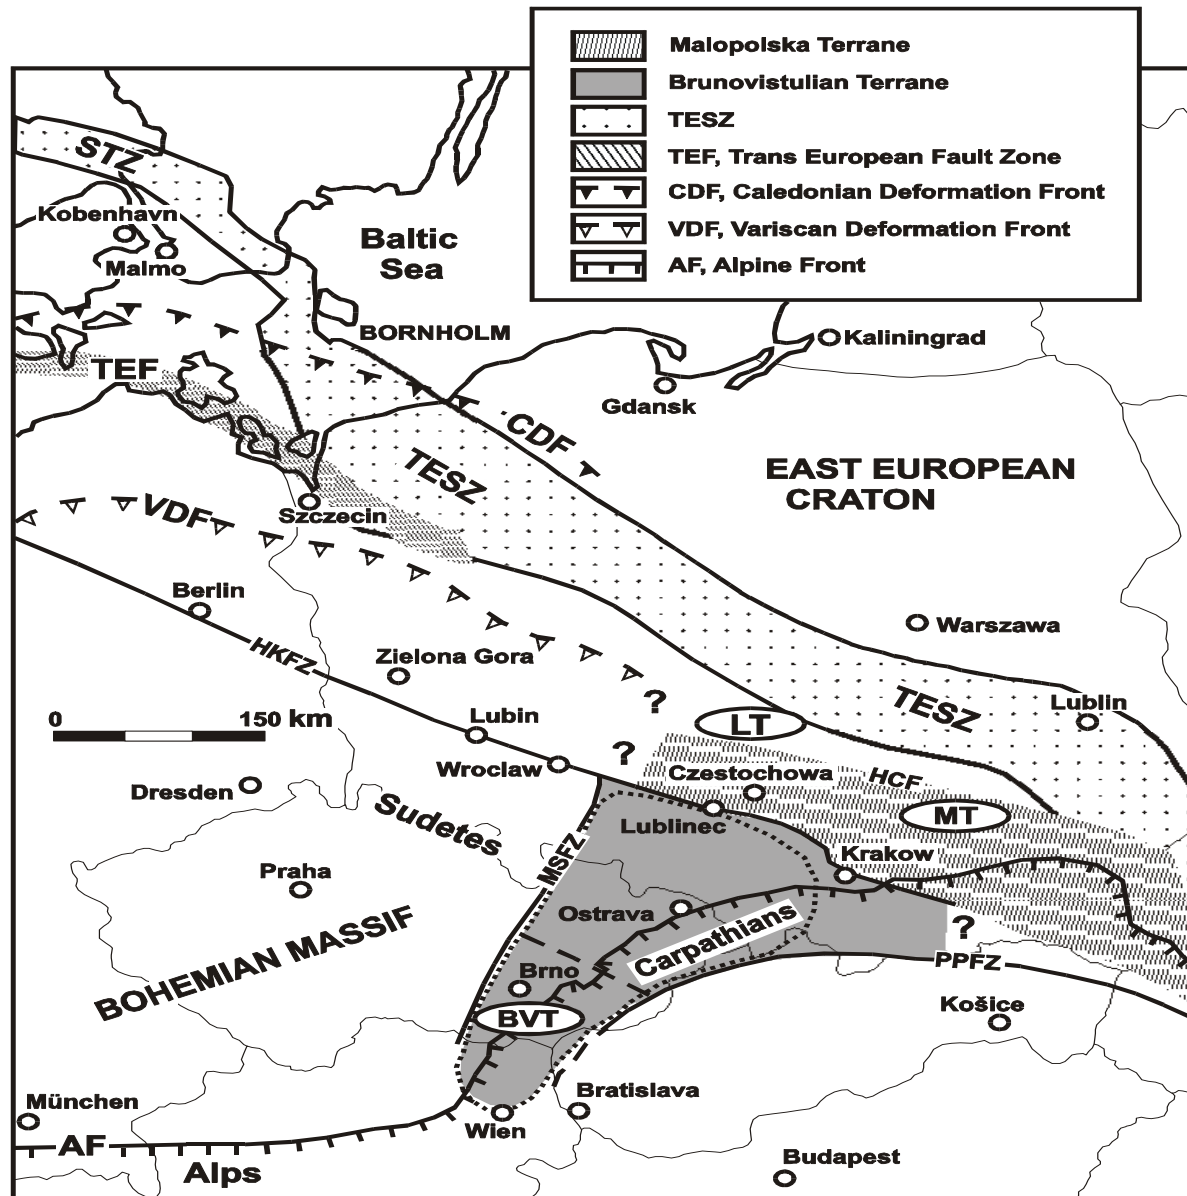 Malopolska Terrane
Brunovistulian Terrane
TESZ
TEF, Trans European Fault Zone
CDF, Caledonian Deformation Front
VDF, Variscan Deformation Front
AF, Alpine Front
STZ
Kobenhavn
Malmo
Baltic
Sea
BORNHOLM
Kaliningrad
TEF
Gdansk
CDF
TESZ
EAST EUROPEAN
CRATON
VDF
Szczecin
Berlin
Warszawa
HKFZ
Zielona Gora
?
TESZ
Lublin
0 150 km
Lubin
LT
?
Wroclaw
Czestochowa
HCF
Dresden
Sudetes
Lublinec
MT
MSFZ
Krakow
Praha
Ostrava
Carpathians
?
BOHEMIAN MASSIF
Brno
PPFZ
BVT
Košice
München
Bratislava
Wien
AF
Alps
Budapest